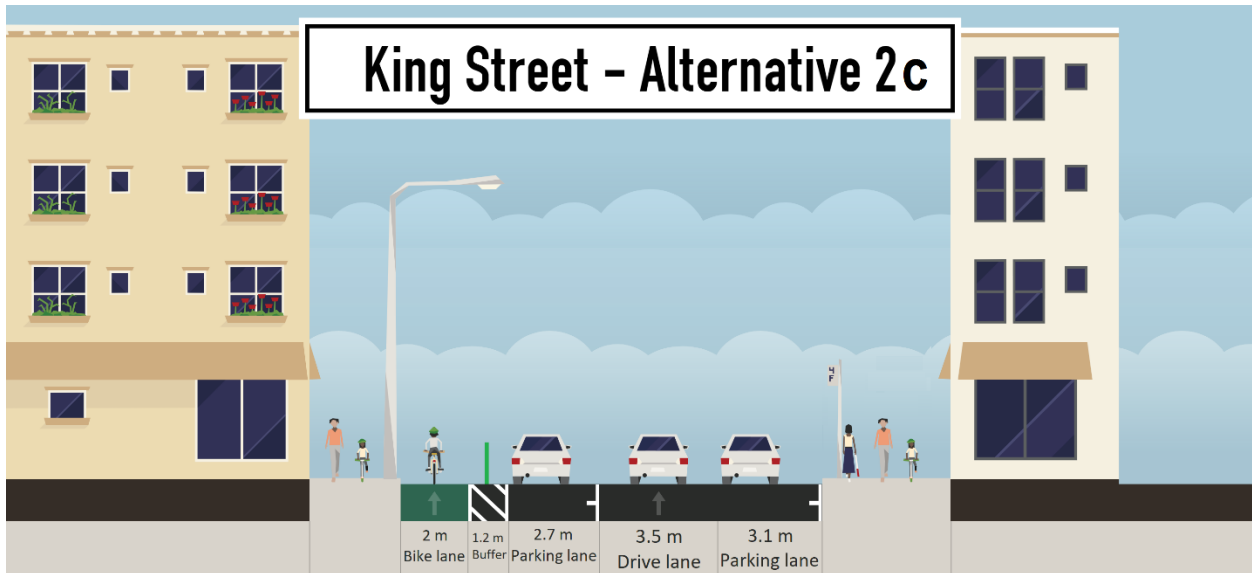 King Street - Alternative 2c
4
F
2 m
Bike lane
1.2 m
Buffer
2.7 m
Parking lane
3.5 m
Drive lane
3.1 m
Parking lane